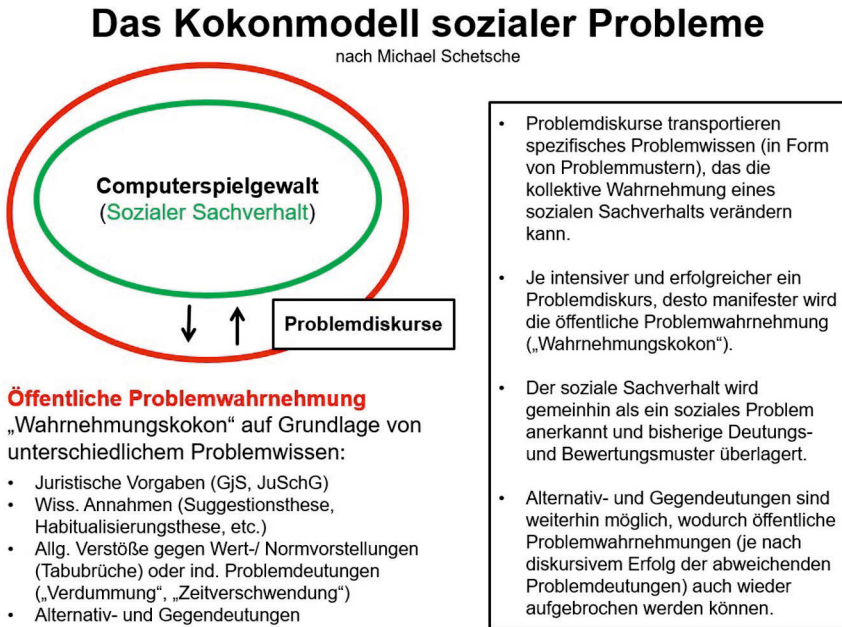 Das Kokonmodell sozialer Probleme
nach Michael Schetsche
Computerspielgewalt
(Sozialer Sachverhalt)
Problemdiskurse
Öffentliche Problemwahrnehmung
„Wahrnehmungskokon“ auf Grundlage von
unterschiedlichem Problemwissen:
• Juristische Vorgaben (GjS, JuSchG)
• Wiss. Annahmen (Suggestionsthese,
Habitualisierungsthese, etc.)
• Allg. Verstöße gegen Wert-/ Normvorstellungen
(Tabubrüche) oder ind. Problemdeutungen
(„Verdummung“, „Zeitverschwendung“)
• Alternativ- und Gegendeutungen
• Problemdiskurse transportieren
spezifisches Problemwissen (in Form
von Problemmustern), das die
kollektive Wahrnehmung eines
sozialen Sachverhalts verändern
kann.
• Je intensiver und erfolgreicher ein
Problemdiskurs, desto manifester wird
die öffentliche Problemwahrnehmung
(„Wahrnehmungskokon“).
• Der soziale Sachverhalt wird
gemeinhin als ein soziales Problem
anerkannt und bisherige Deutungs-
und Bewertungsmuster überlagert.
• Alternativ- und Gegendeutungen sind
weiterhin möglich, wodurch öffentliche
Problemwahrnehmungen (je nach
diskursivem Erfolg der abweichenden
Problemdeutungen) auch wieder
aufgebrochen werden können.